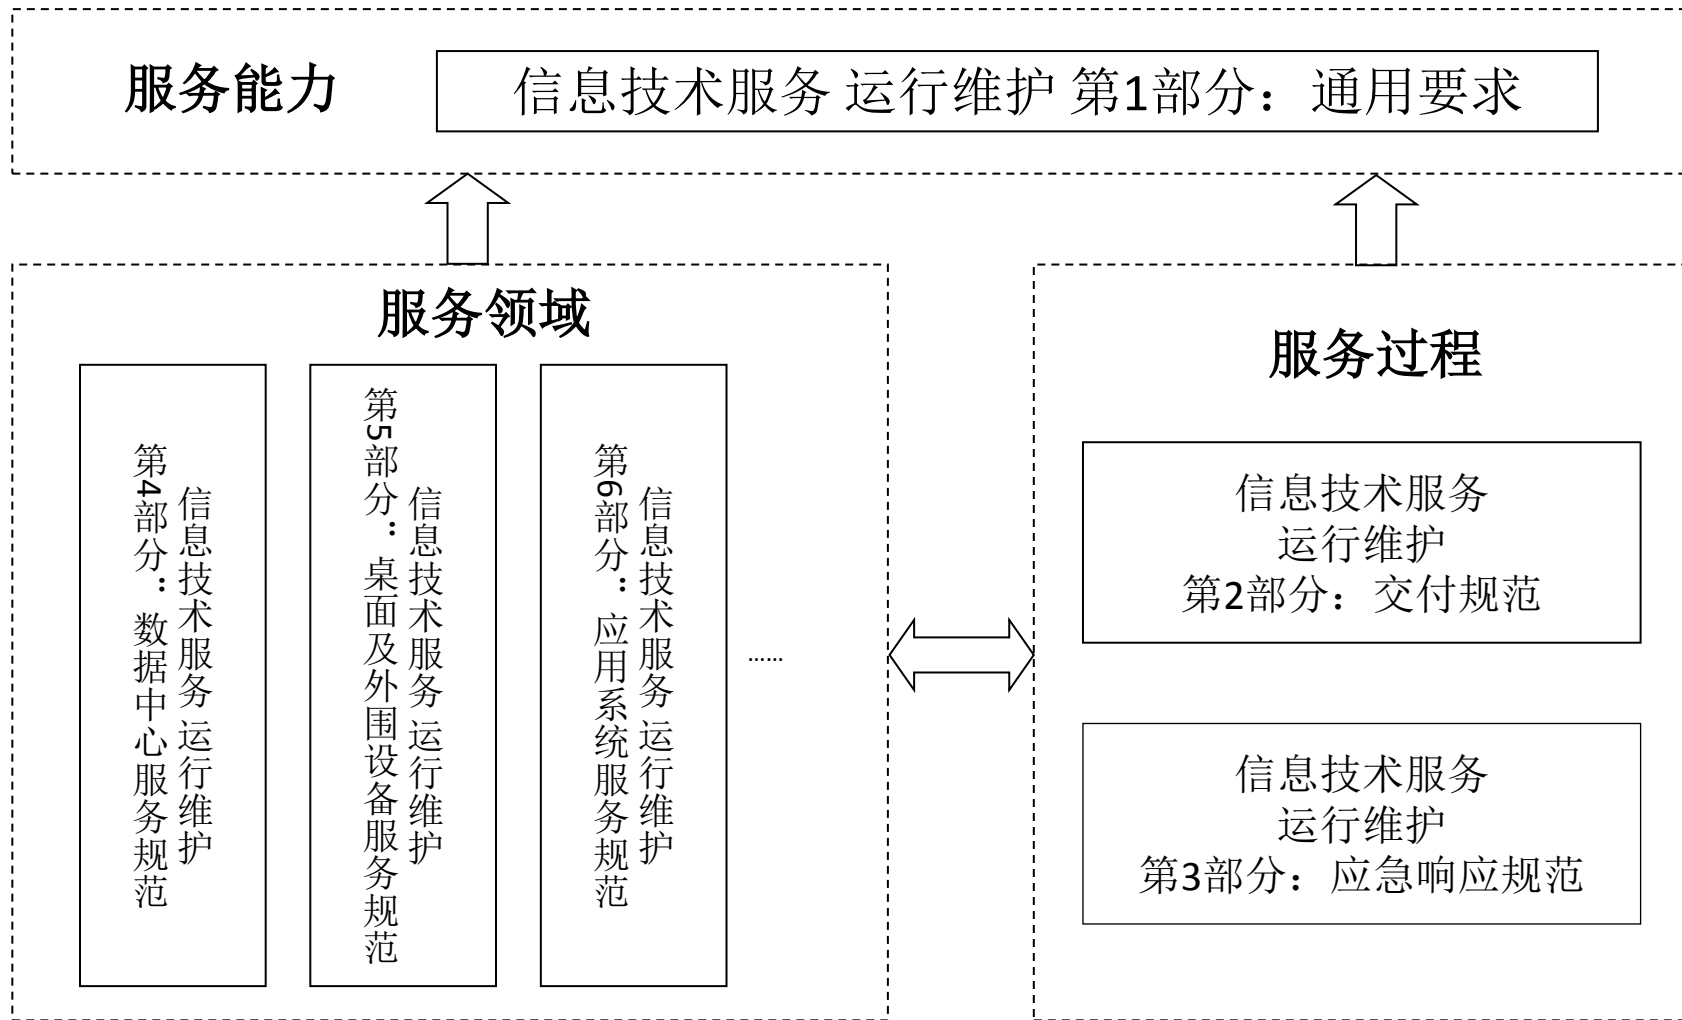 服务能力
信息技术服务 运行维护 第1部分：通用要求
服务领域
信息技术服务 运行维护
第4部分：数据中心服务规范
信息技术服务 运行维护
第5部分：桌面及外围设备服务规范
信息技术服务 运行维护
第6部分：应用系统服务规范
......
服务过程
信息技术服务
运行维护
第2部分：交付规范
信息技术服务
运行维护
第3部分：应急响应规范